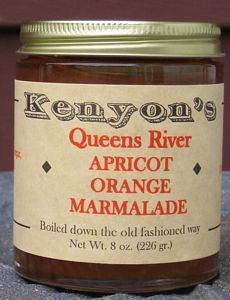 Kenyon's
Queens River
APRICOT
ORANGE
MARMALADE
Boiled down the old fashioned way
Net Wt. 8 oz. (226 gr.)